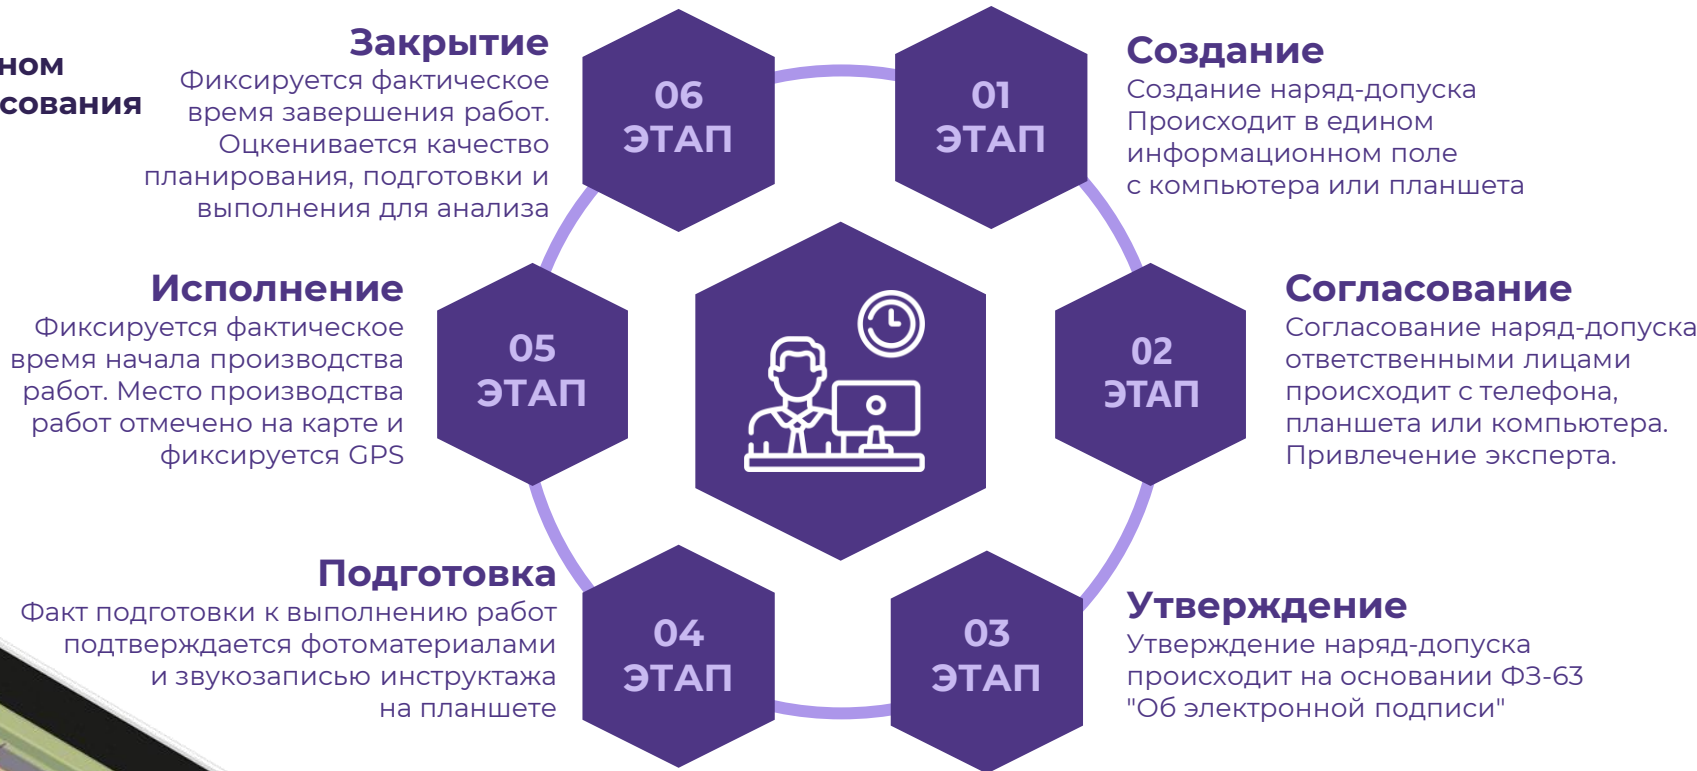 ном
сования
Закрытие
Фиксируется фактическое
время завершения работ.
Оцкенивается качество
планирования, подготовки и
выполнения для анализа
06
ЭТАП
01
ЭТАП
Создание
Создание наряд-допуска
Происходит в едином
информационном поле
с компьютера или планшета
Исполнение
Фиксируется фактическое
время начала производства
работ. Место производства
работ отмечено на карте и
фиксируется GPS
05
ЭТАП
02
ЭТАП
Согласование
Согласование наряд-допуска
ответственными лицами
происходит с телефона,
планшета или компьютера.
Привлечение эксперта.
Подготовка
Факт подготовки к выполнению работ
подтверждается фотоматериалами
и звукозаписью инструктажа
на планшете
04
ЭТАП
03
ЭТАП
Утверждение
Утверждение наряд-допуска
происходит на основании ФЗ-63
"Об электронной подписи"